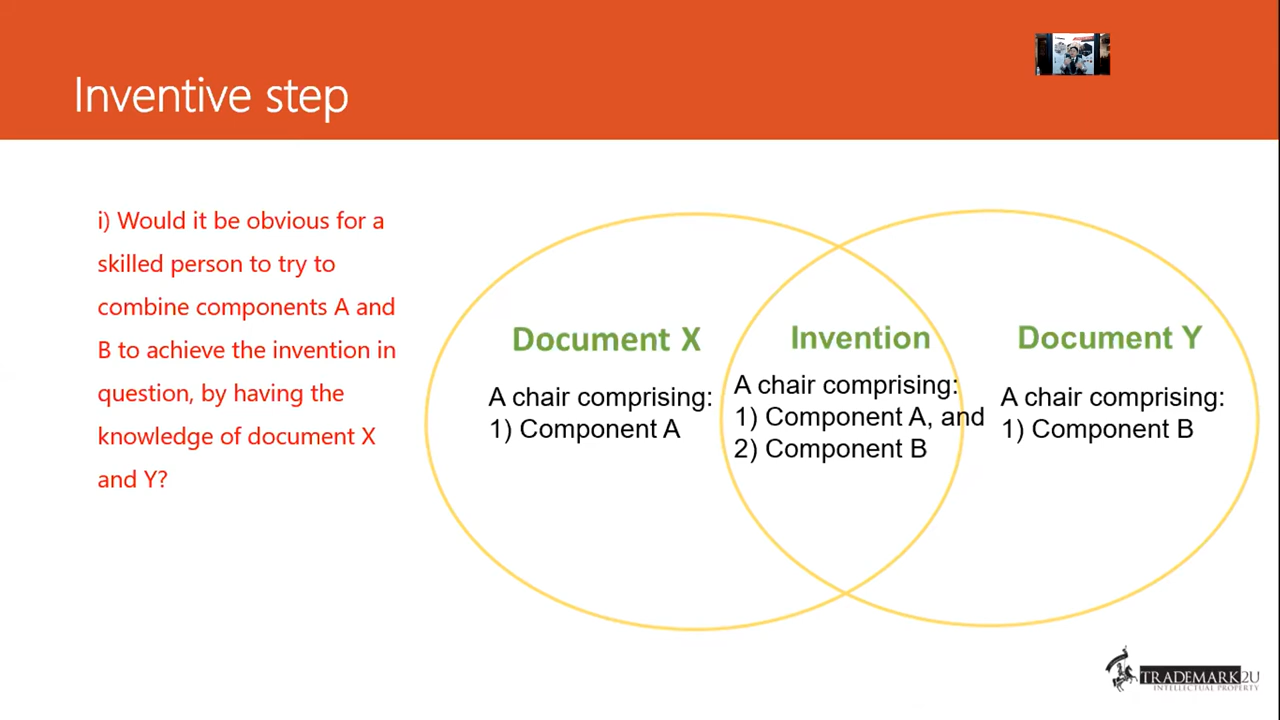 Inventive step
i) Would it be obvious for a
skilled person to try to
combine components A and
B to achieve the invention in
question, by having the
knowledge of document X
and Y?
Document X
A chair comprising:
1) Component A
Invention
A chair comprising:
1) Component A, and
2) Component B
Document Y
A chair comprising:
1) Component B
TRADEMARK2U
INTELLECTUAL PROPERTY